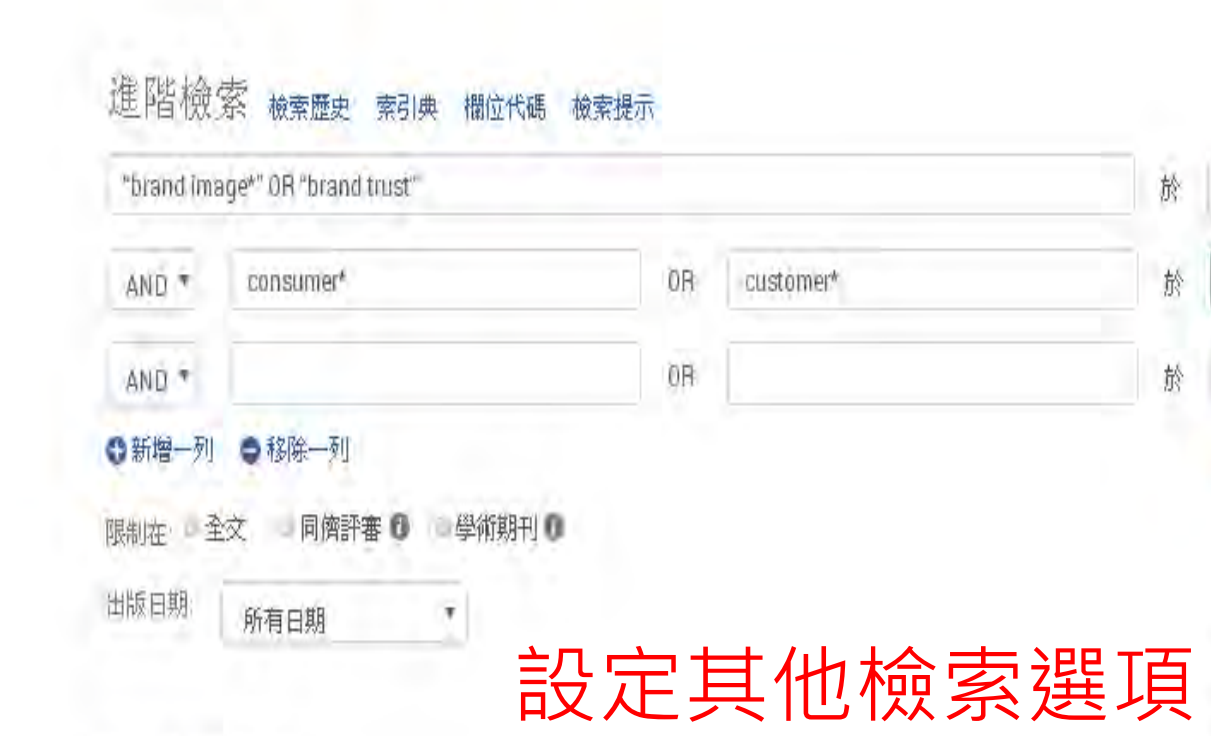 進階檢索 檢索歷史 索引典 欄位代碼 檢索提示
"brand image*" OR "brand trust*" 於
AND consumer* OR customer* 於
AND OR 於
新增一列 移除一列
限制在: 全文 同儕評審 學術期刊
出版日期: 所有日期
設定其他檢索選項